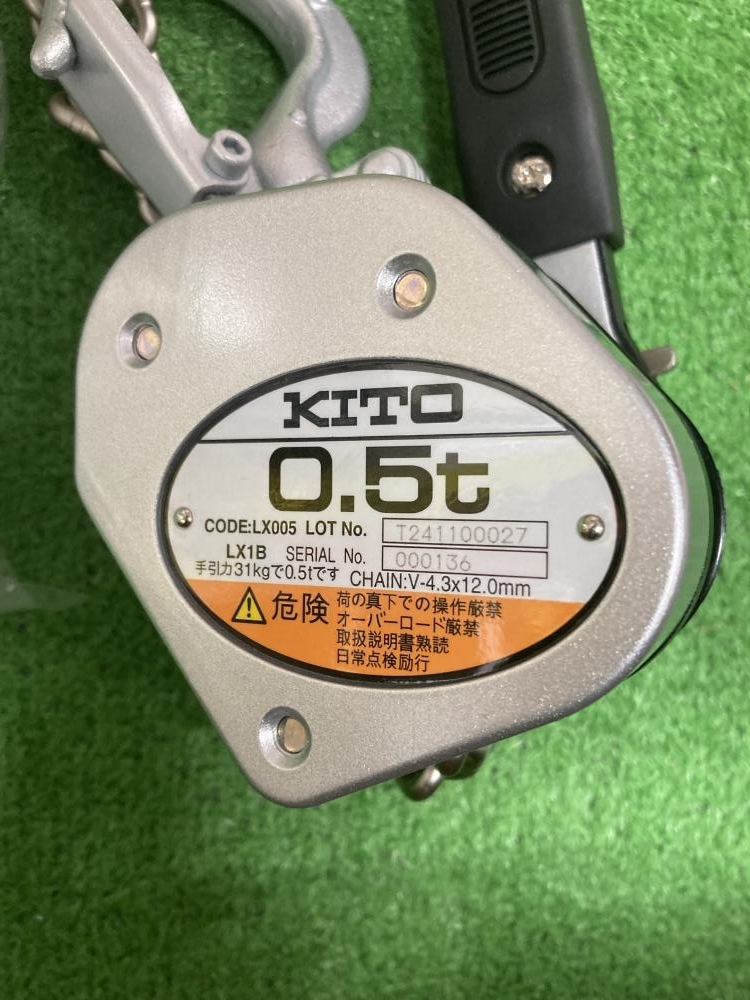 KITO
0.5t
CODE:LX005 LOT No. T241100027
LX1B SERIAL No. 000136
手引力31kgで0.5tです CHAIN:V-4.3x12.0mm
危険 荷の真下での操作厳禁
オーバーロード厳禁
取扱説明書熟読
日常点検励行